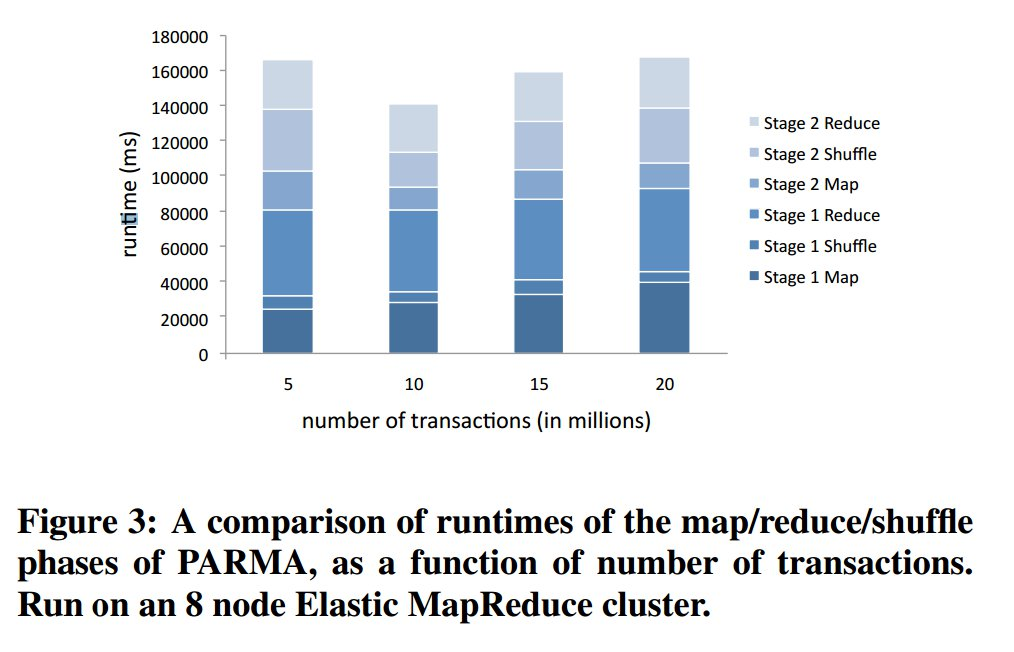 180000
160000
140000
120000
100000
80000
60000
40000
20000
0
runtime (ms)
5 10 15 20
number of transactions (in millions)
Stage 2 Reduce
Stage 2 Shuffle
Stage 2 Map
Stage 1 Reduce
Stage 1 Shuffle
Stage 1 Map
Figure 3: A comparison of runtimes of the map/reduce/shuffle
phases of PARMA, as a function of number of transactions.
Run on an 8 node Elastic MapReduce cluster.